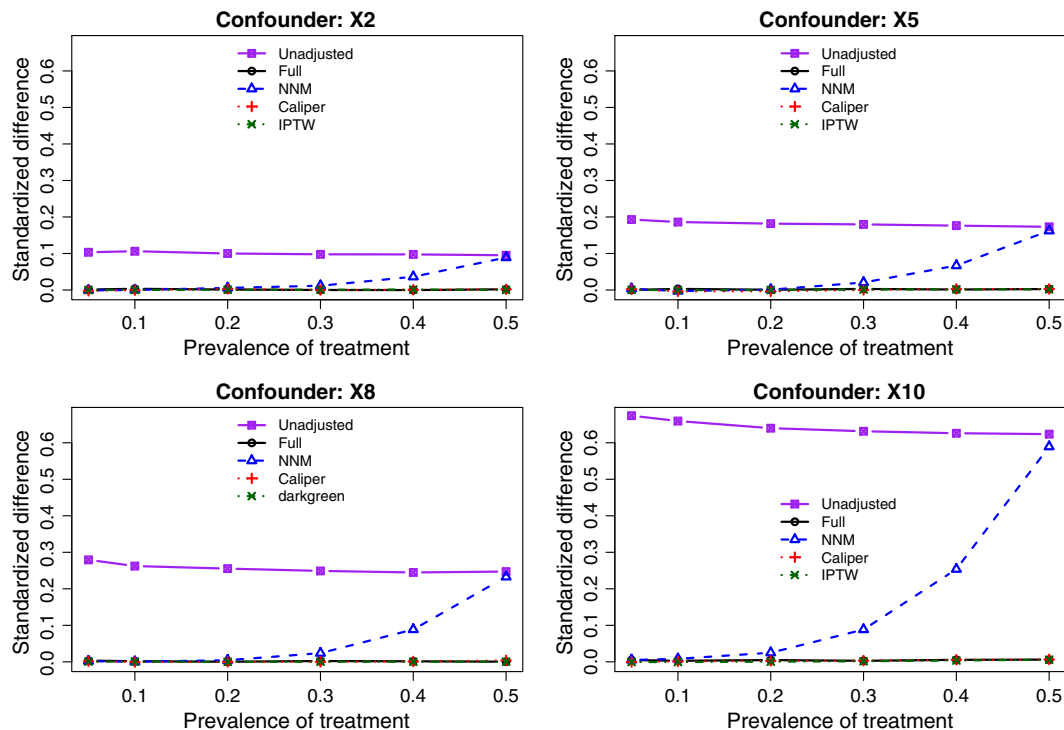 Confounder: X2
Standardized difference
0.6
0.5
0.4
0.3
0.2
0.1
0.0
Unadjusted
Full
NNM
Caliper
IPTW
0.1 0.2 0.3 0.4 0.5
Prevalence of treatment
Confounder: X5
Standardized difference
0.6
0.5
0.4
0.3
0.2
0.1
0.0
Unadjusted
Full
NNM
Caliper
IPTW
0.1 0.2 0.3 0.4 0.5
Prevalence of treatment
Confounder: X8
Standardized difference
0.6
0.5
0.4
0.3
0.2
0.1
0.0
Unadjusted
Full
NNM
Caliper
darkgreen
0.1 0.2 0.3 0.4 0.5
Prevalence of treatment
Confounder: X10
Standardized difference
0.6
0.5
0.4
0.3
0.2
0.1
0.0
Unadjusted
Full
NNM
Caliper
IPTW
0.1 0.2 0.3 0.4 0.5
Prevalence of treatment